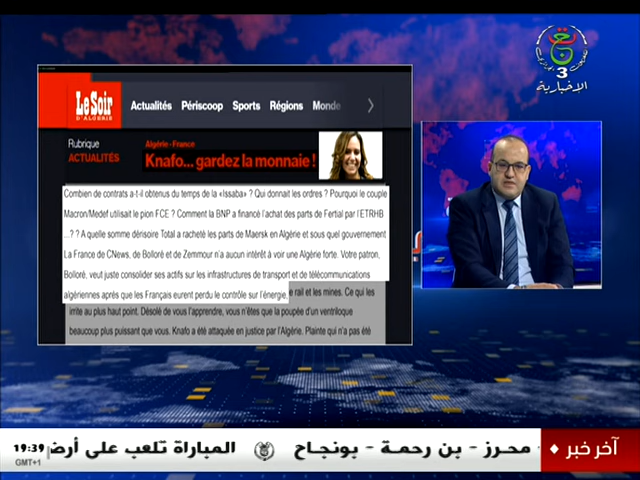 3
الإخبارية
Le Soir
D'ALGERIE
Actualités Périscoop Sports Régions Monde
Rubrique
ACTUALITÉS
Algérie - France
Knafo... gardez la monnaie !
Combien de contrats a-t-il obtenus du temps de la «Issaba» ? Qui donnait les ordres ? Pourquoi le couple
Macron/Medef utilisait le pion FCE ? Comment la BNP a financé l'achat des parts de Fertial par l'ETRHB
...? ? A quelle somme dérisoire Total a racheté les parts de Maersk en Algérie et sous quel gouvernement
La France de CNews, de Bolloré et de Zemmour n'a aucun intérêt à voir une Algérie forte. Votre patron,
Bolloré, veut juste consolider ses actifs sur les infrastructures de transport et de télécommunications
algériennes après que les Français eurent perdu le contrôle sur l'énergie, le rail et les mines. Ce qui les
irrite au plus haut point. Désolé de vous l'apprendre, vous n'êtes que la poupée d'un ventriloque
beaucoup plus puissant que vous. Knafo a été attaquée en justice par l'Algérie. Plainte qui n'a pas été
آخر خبر
محرز - بن رحمة - بونجاح
المباراة تلعب على أرض
19:39
GMT+1